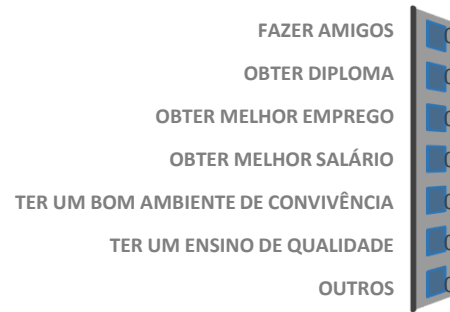 FAZER AMIGOS
OBTER DIPLOMA
OBTER MELHOR EMPREGO
OBTER MELHOR SALÁRIO
TER UM BOM AMBIENTE DE CONVIVÊNCIA
TER UM ENSINO DE QUALIDADE
OUTROS